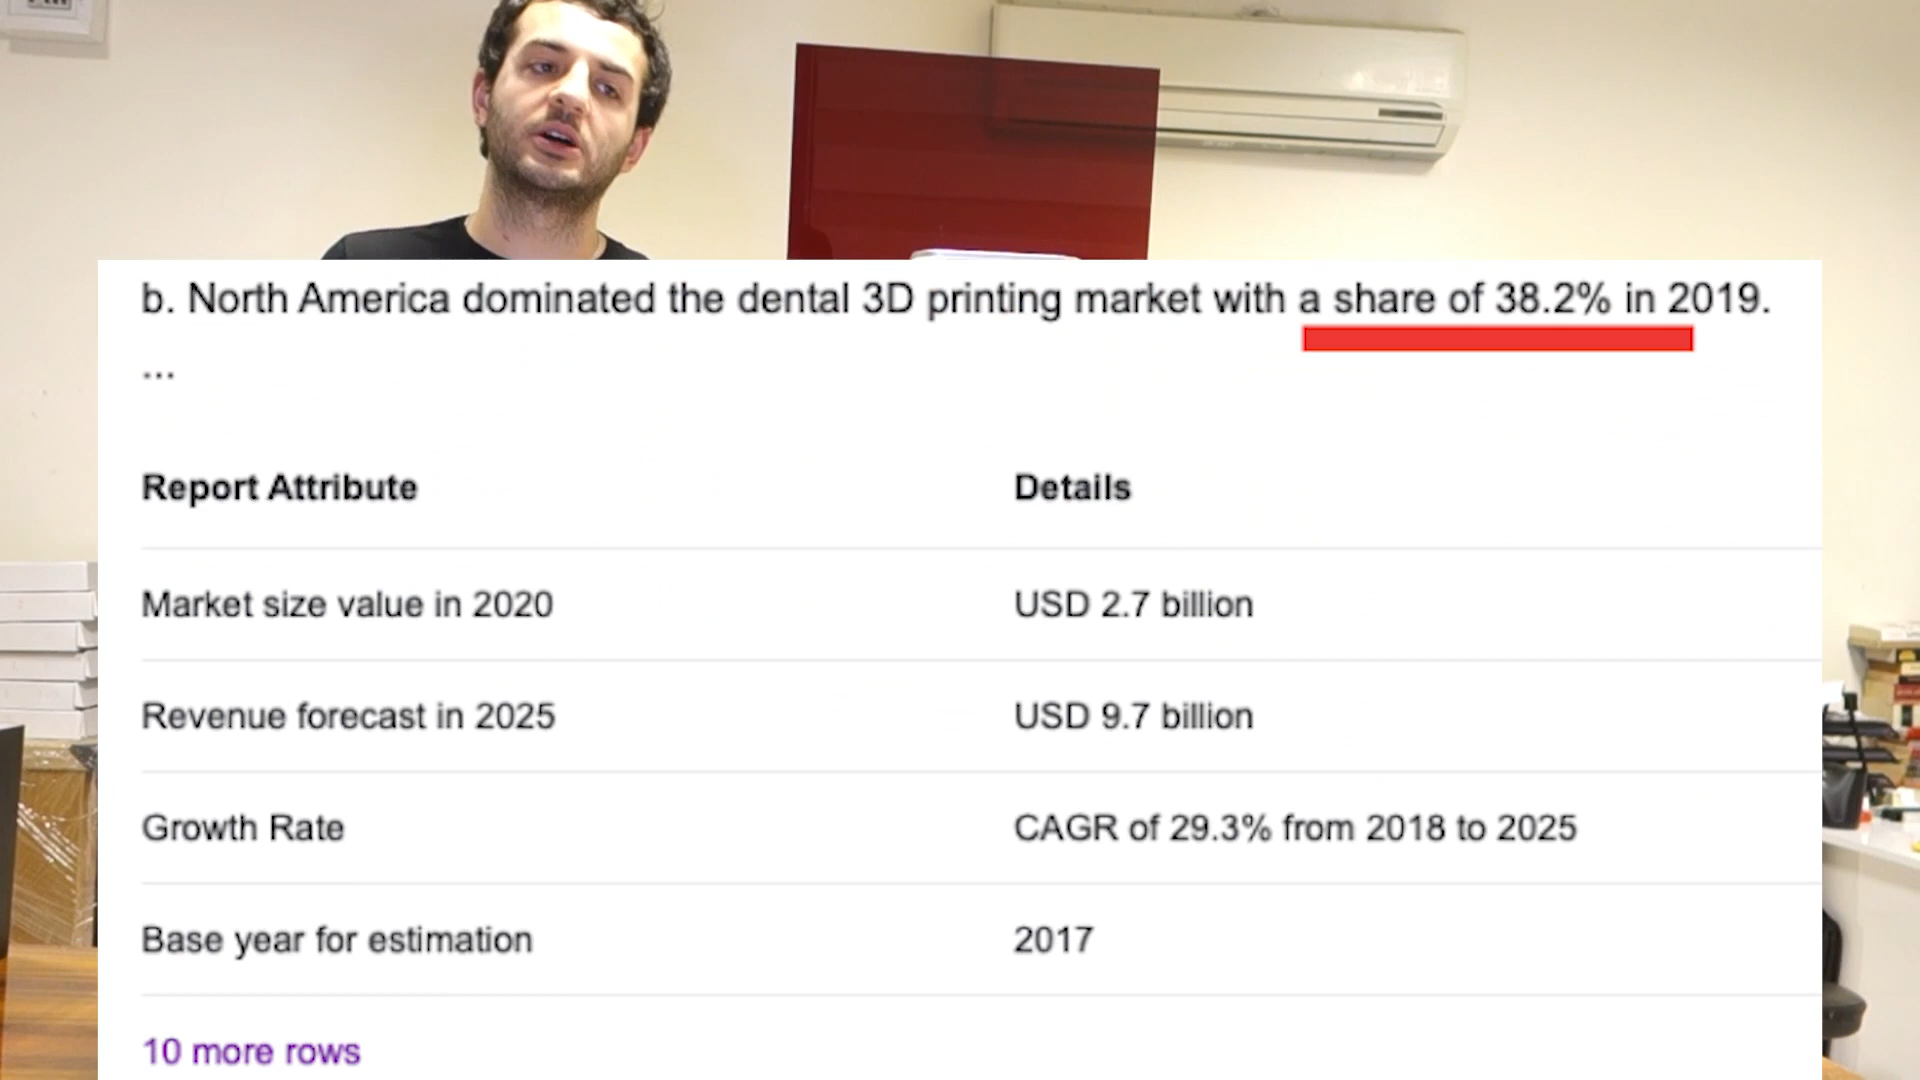 b. North America dominated the dental 3D printing market with a share of 38.2% in 2019.
...
Report Attribute Details
Market size value in 2020 USD 2.7 billion
Revenue forecast in 2025 USD 9.7 billion
Growth Rate CAGR of 29.3% from 2018 to 2025
Base year for estimation 2017
10 more rows